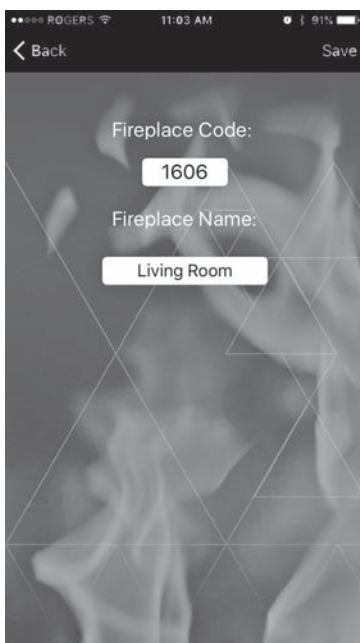 ROGERS 11:03 AM 91%
Back Save
Fireplace Code:
1606
Fireplace Name:
Living Room